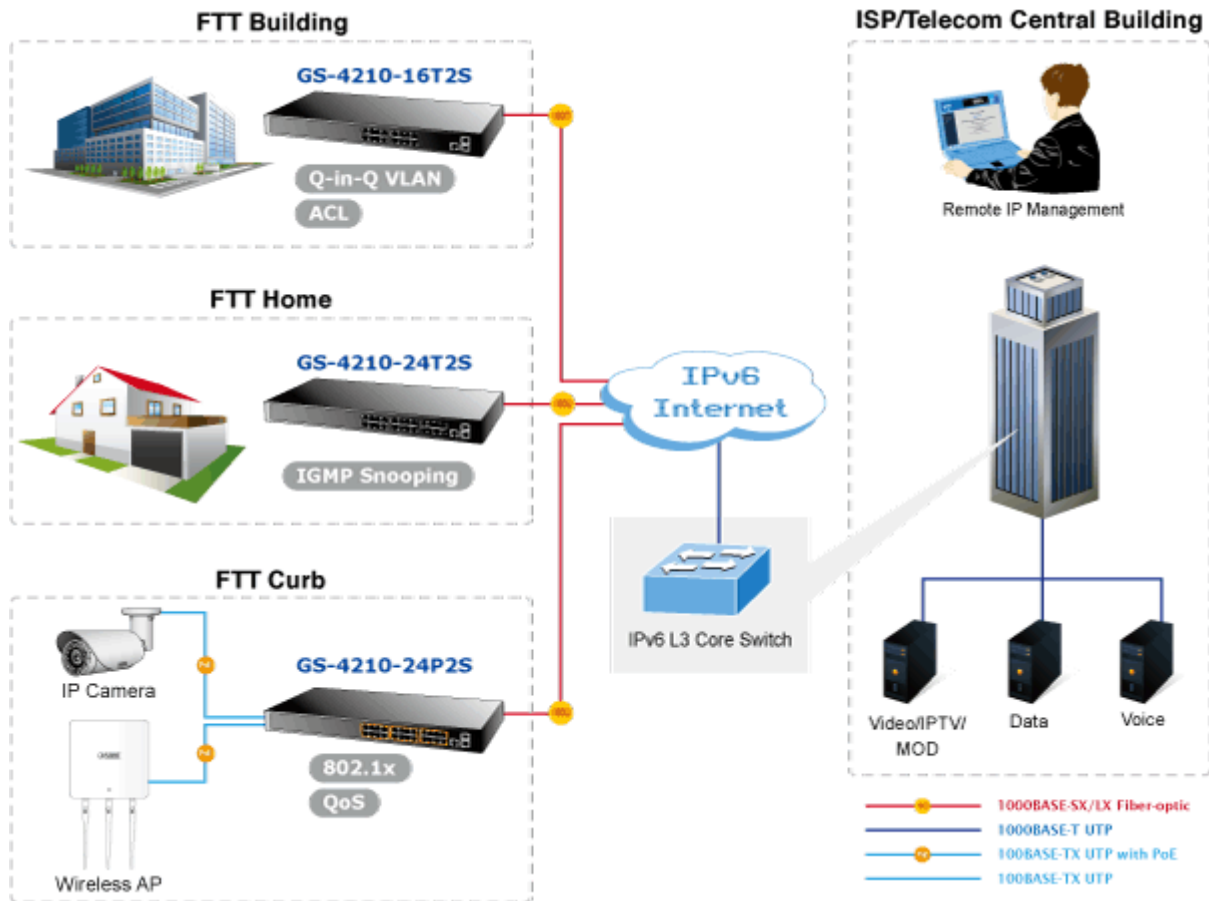 FTT Building
GS-4210-16T2S
Q-in-Q VLAN
ACL
FTT Home
GS-4210-24T2S
IGMP Snooping
FTT Curb
IP Camera
GS-4210-24P2S
802.1x
QoS
Wireless AP
IPv6
Internet
IPv6 L3 Core Switch
ISP/Telecom Central Building
Remote IP Management
Video/IPTV/
MOD
Data
Voice
1000BASE-SX/LX Fiber-optic
1000BASE-T UTP
100BASE-TX UTP with PoE
100BASE-TX UTP